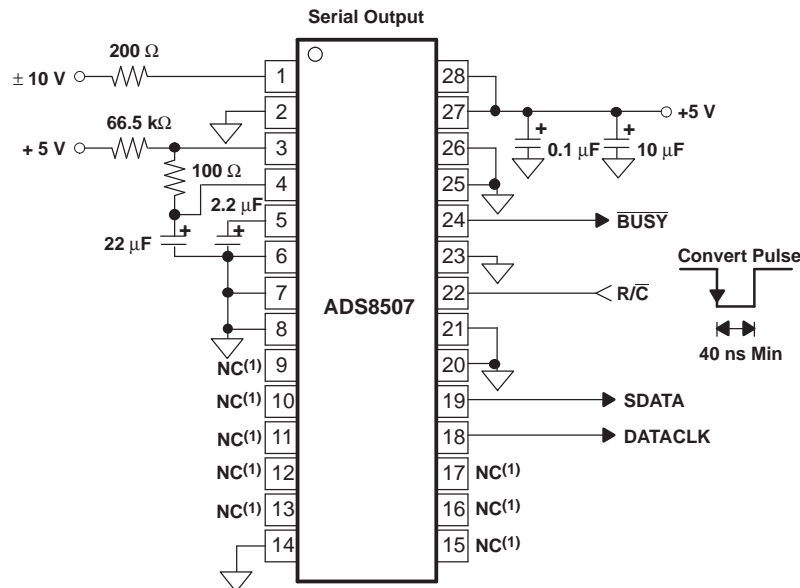 Serial Output
200 Ω
± 10 V
66.5 kΩ
+ 5 V
100 Ω
2.2 µF
+
22 µF
+
NC(1)
NC(1)
NC(1)
NC(1)
NC(1)
1
2
3
4
5
6
7
8
9
10
11
12
13
14
ADS8507
28
27
26
25
24
23
22
21
20
19
18
17
16
15
+5 V
+
0.1 µF
+
10 µF
BUSY
R/C
SDATA
DATACLK
NC(1)
NC(1)
NC(1)
Convert Pulse
40 ns Min